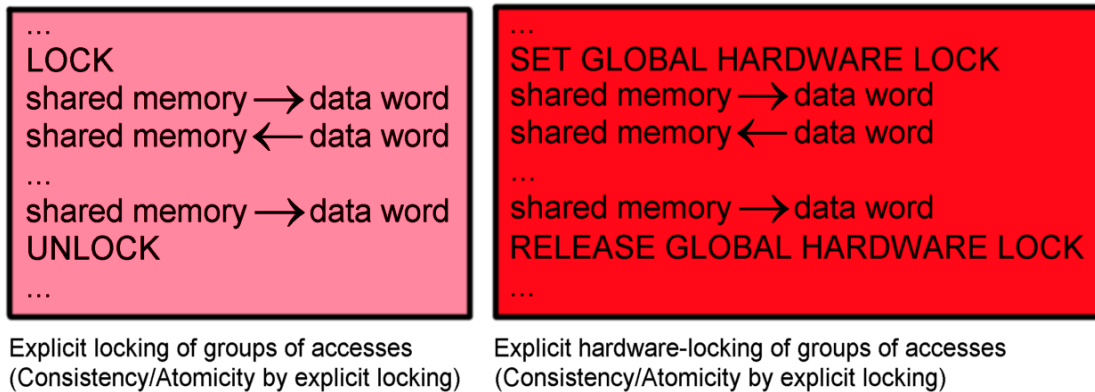 ...
LOCK
shared memory → data word
shared memory ← data word
...
shared memory → data word
UNLOCK
...
Explicit locking of groups of accesses
(Consistency/Atomicity by explicit locking)
...
SET GLOBAL HARDWARE LOCK
shared memory → data word
shared memory ← data word
...
shared memory → data word
RELEASE GLOBAL HARDWARE LOCK
...
Explicit hardware-locking of groups of accesses
(Consistency/Atomicity by explicit locking)